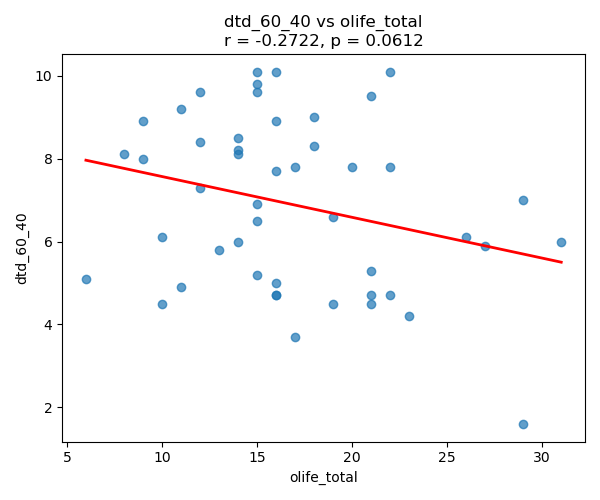 dtd_60_40 vs olife_total
r = -0.2722, p = 0.0612
10
8
6
4
2
dtd_60_40
5
10
15
20
25
30
olife_total